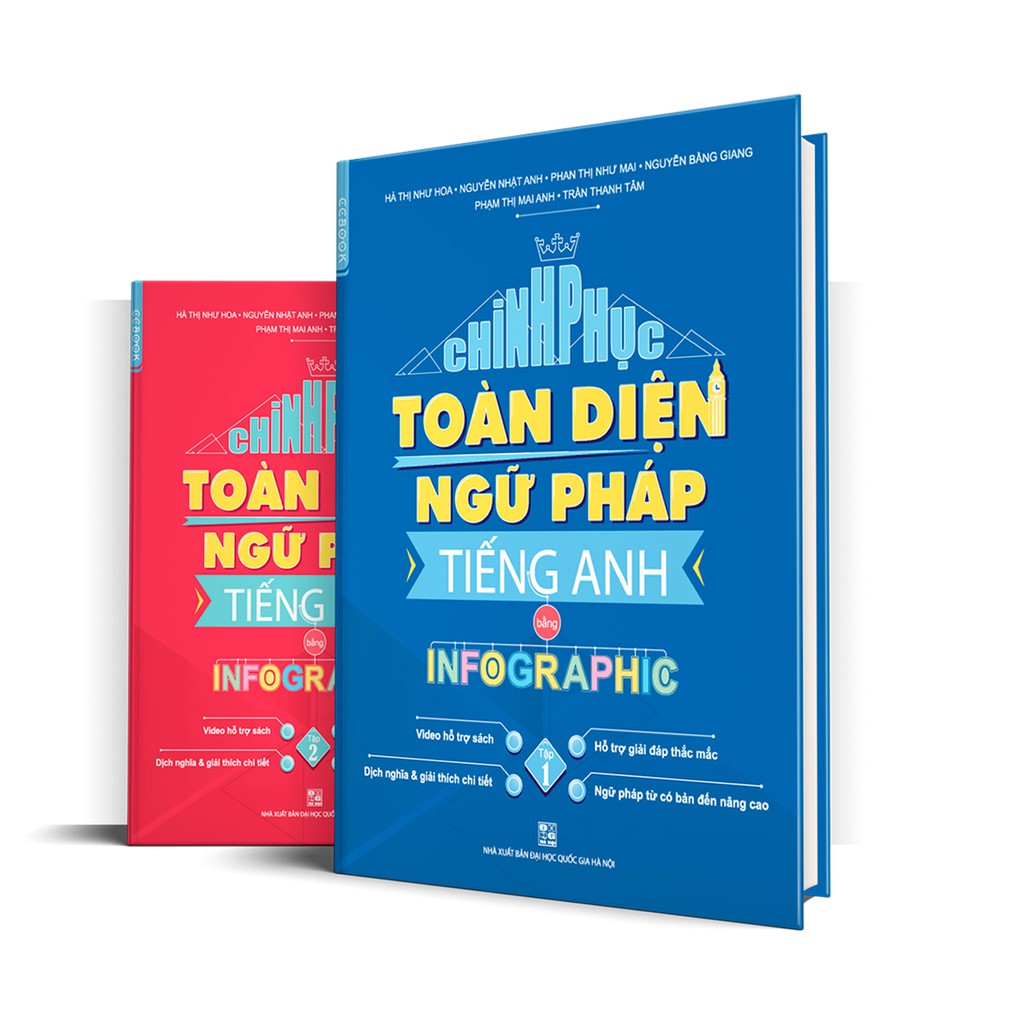 CCBOOK
HÀ THỊ NHƯ HOA • NGUYỄN NHẬT ANH • PHAN THỊ NHƯ MAI • NGUYỄN BẰNG GIANG
PHẠM THỊ MAI ANH • TRẦN THANH TÂM
CHINH PHỤC
TOÀN DIỆN
NGỮ PHÁP
TIẾNG ANH
bằng
INFOGRAPHIC
Video hỗ trợ sách
Hỗ trợ giải đáp thắc mắc
Tập
1
Dịch nghĩa & giải thích chi tiết
Ngữ pháp từ có bản đến nâng cao
NHÀ XUẤT BẢN ĐẠI HỌC QUỐC GIA HÀ NỘI
CCBOOK
HÀ THỊ NHƯ HOA • NGUYỄN NHẬT ANH • PHAN
PHẠM THỊ MAI ANH • TR
CHINH
TOÀN
NGỮ P
TIẾNG
bằng
INFOGRA
Video hỗ trợ sách
Tập
2
Dịch nghĩa & giải thích chi tiết
NHÀ XUẤT BẢN ĐẠI HỌC QUỐC